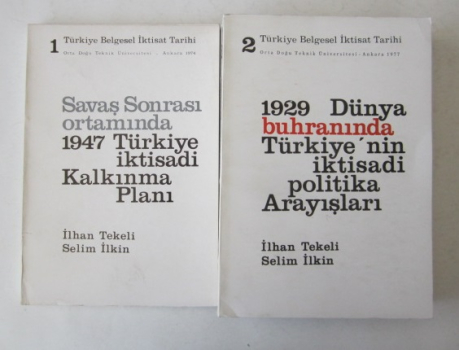 1 Türkiye Belgesel İktisat Tarihi
Orta Doğu Teknik Üniversitesi - Ankara 1974
Savaş Sonrası
ortamında
1947 Türkiye
iktisadi
Kalkınma
Planı
İlhan Tekeli
Selim İlkin
2 Türkiye Belgesel İktisat Tarihi
Orta Doğu Teknik Üniversitesi - Ankara 1977
1929 Dünya
buhranında
Türkiye'nin
iktisadi
politika
Arayışları
İlhan Tekeli
Selim İlkin